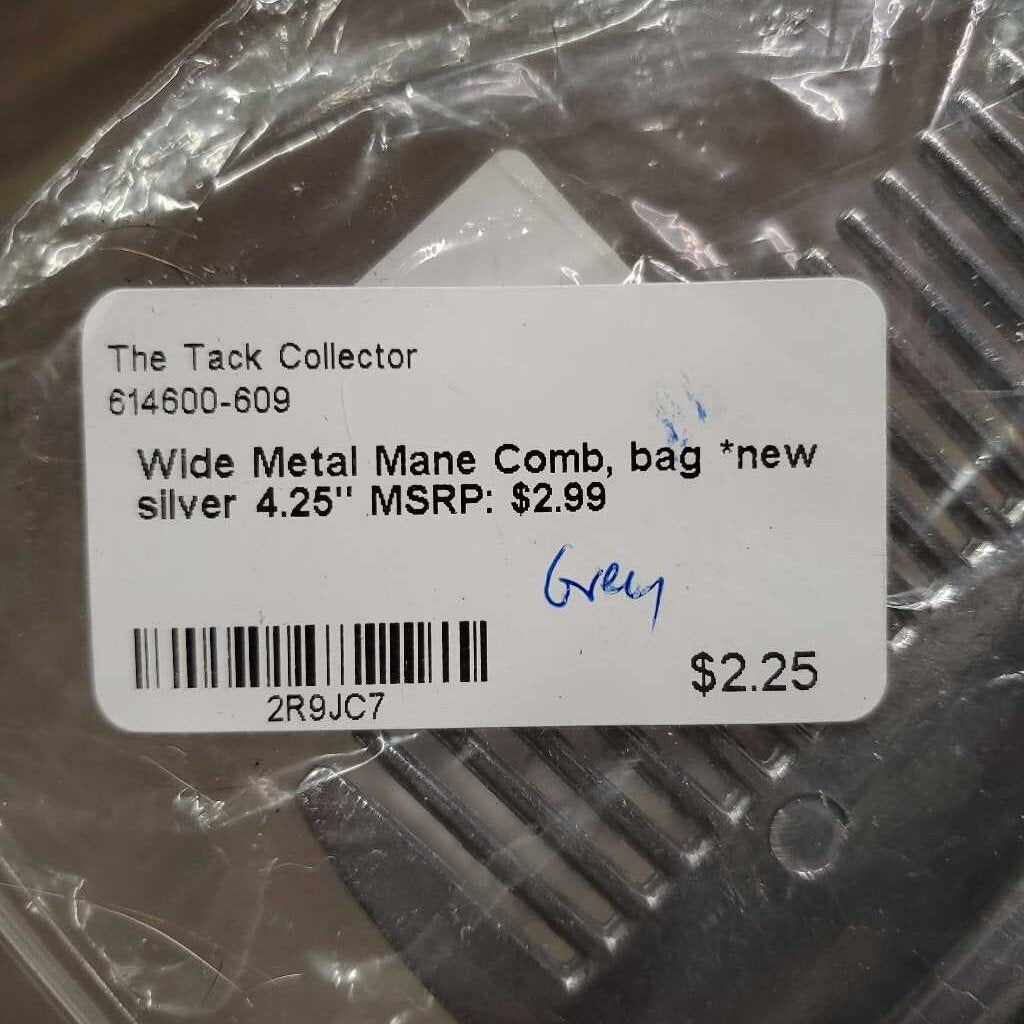 The Tack Collector
614600-609
Wide Metal Mane Comb, bag *new
silver 4.25" MSRP: $2.99
Grey
$2.25
2R9JC7